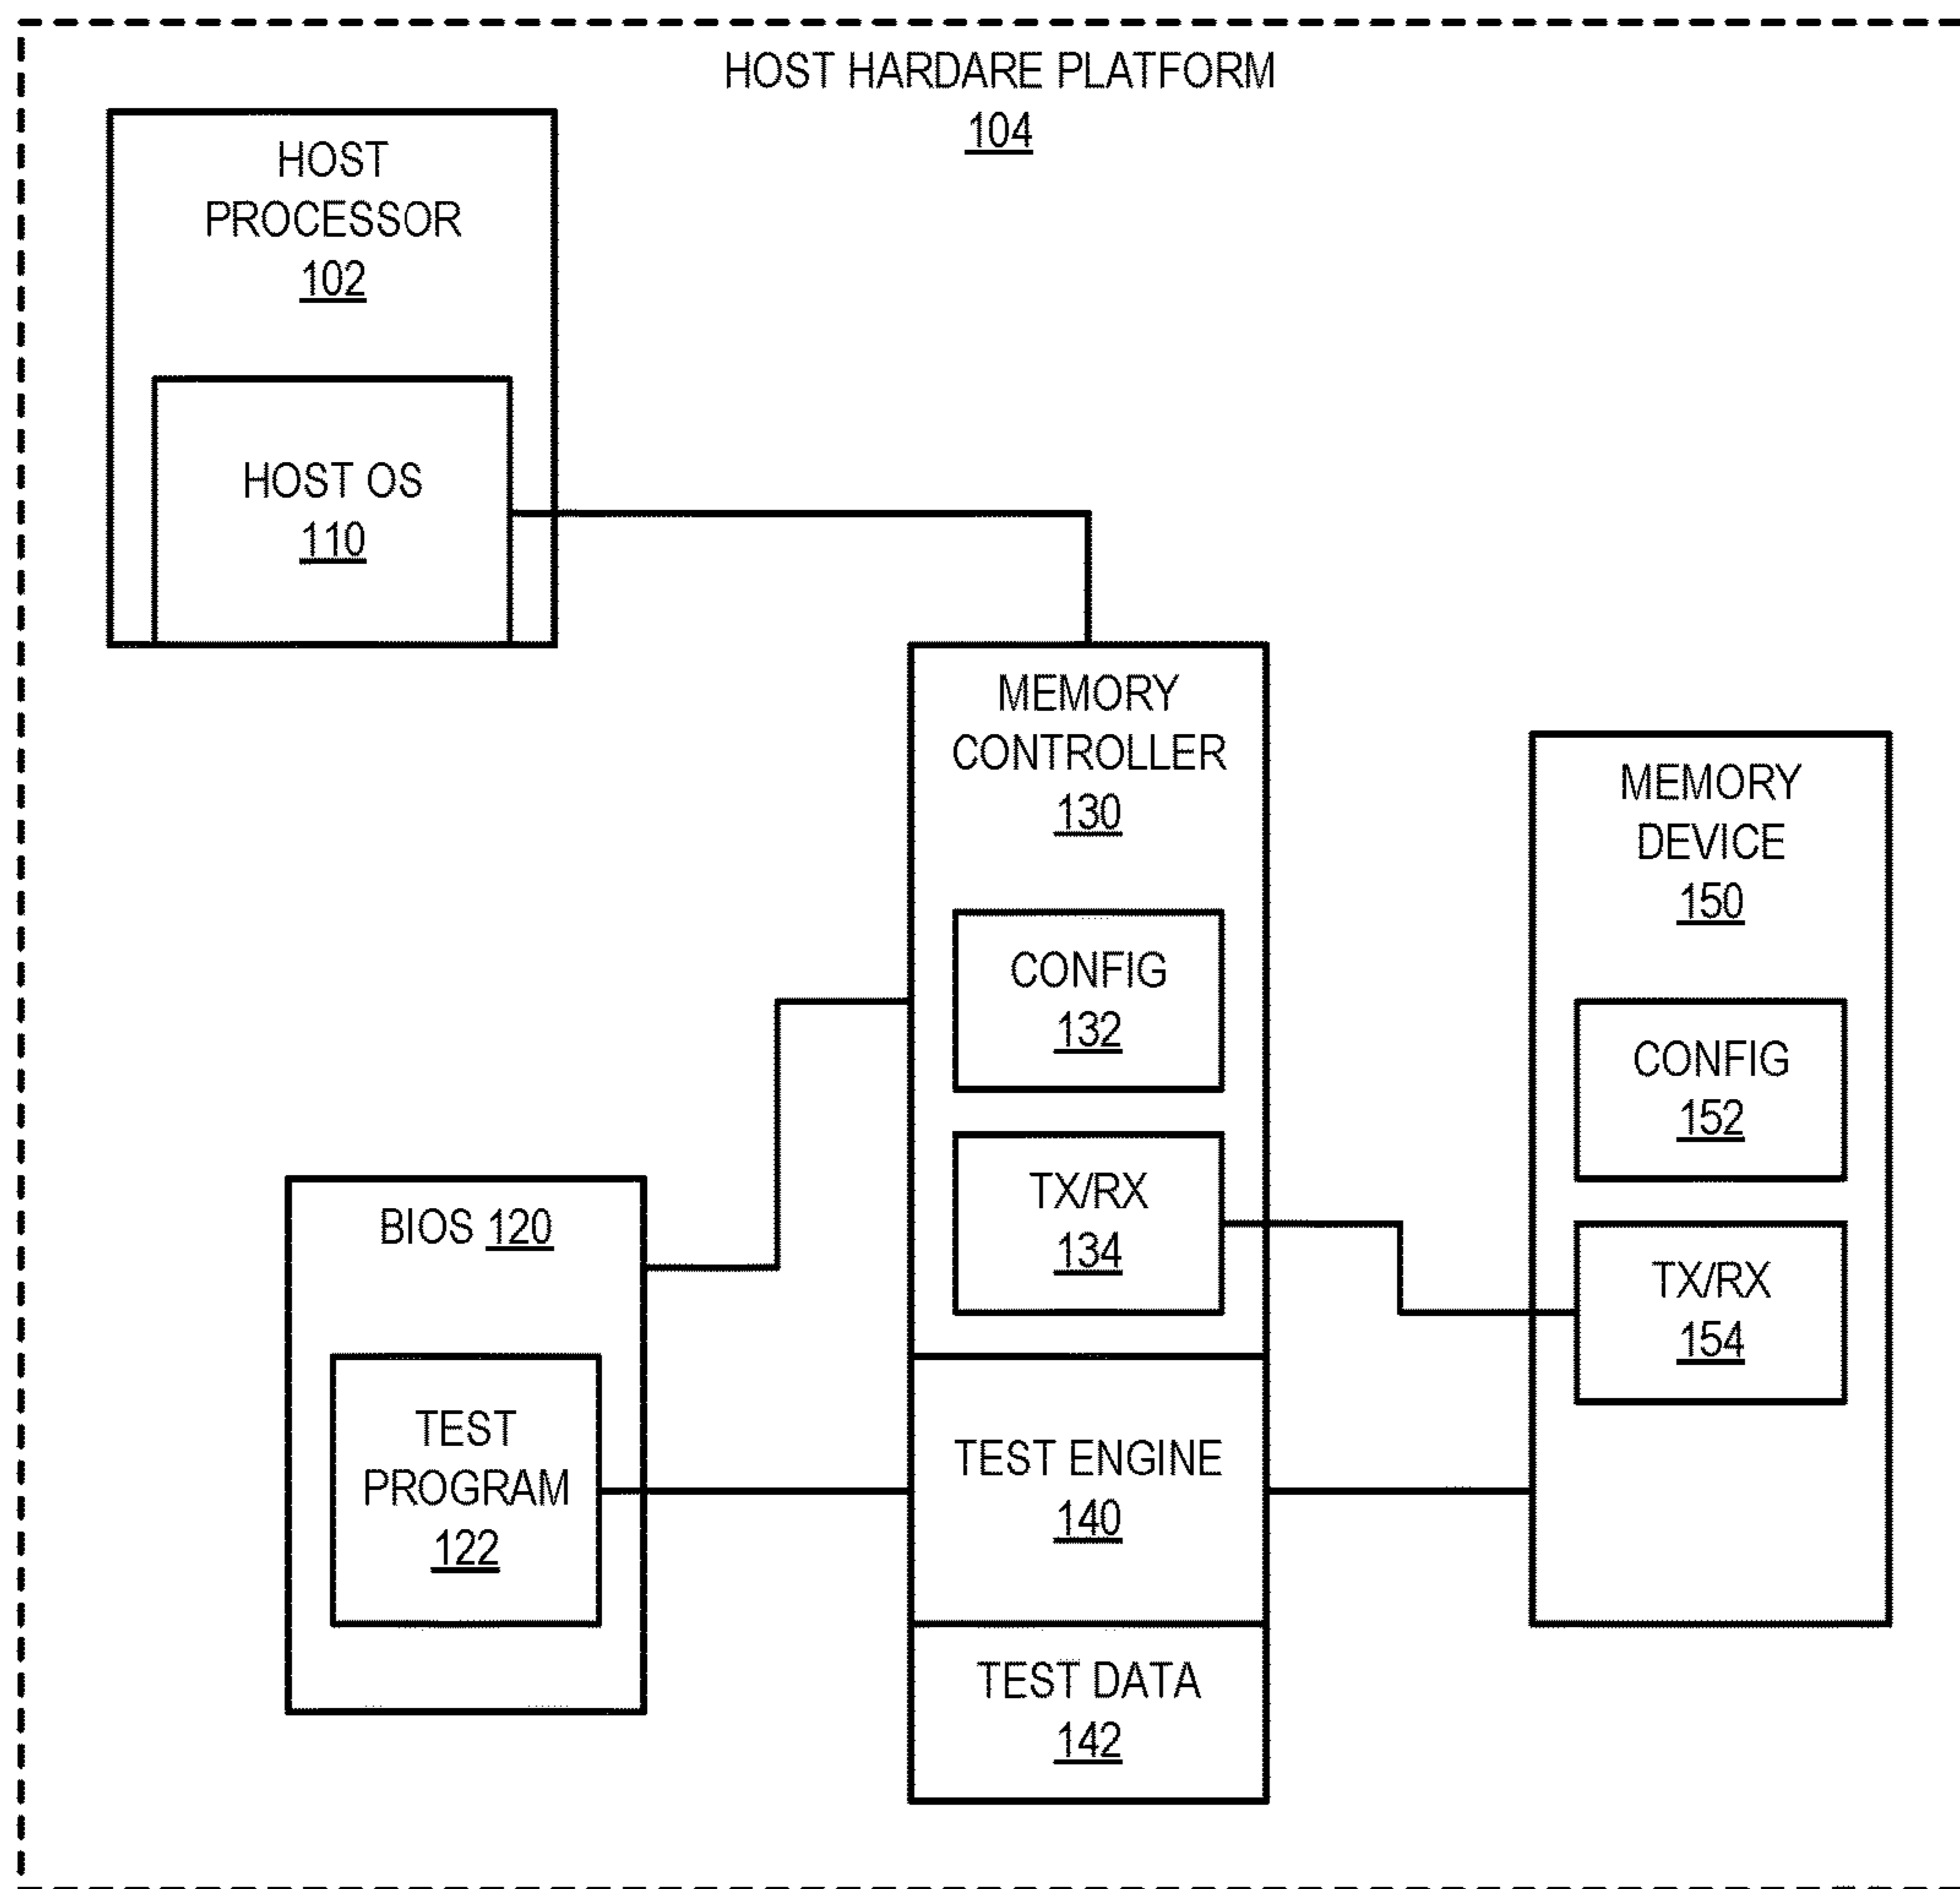 HOST HARDARE PLATFORM
104
HOST
PROCESSOR
102
HOST OS
110
MEMORY
CONTROLLER
130
CONFIG
132
TX/RX
134
MEMORY
DEVICE
150
CONFIG
152
TX/RX
154
BIOS 120
TEST
PROGRAM
122
TEST ENGINE
140
TEST DATA
142